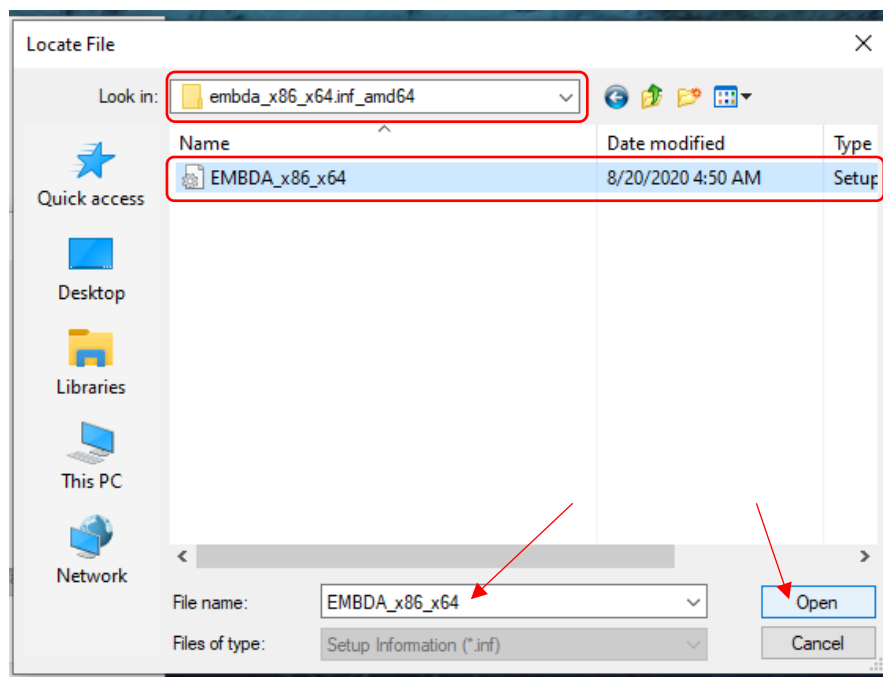 Locate File
Look in: embda_x86_x64.inf_amd64
Name Date modified Type
EMBDA_x86_x64 8/20/2020 4:50 AM Setup
Quick access
Desktop
Libraries
This PC
Network
File name: EMBDA_x86_x64 Open
Files of type: Setup Information (*.inf) Cancel